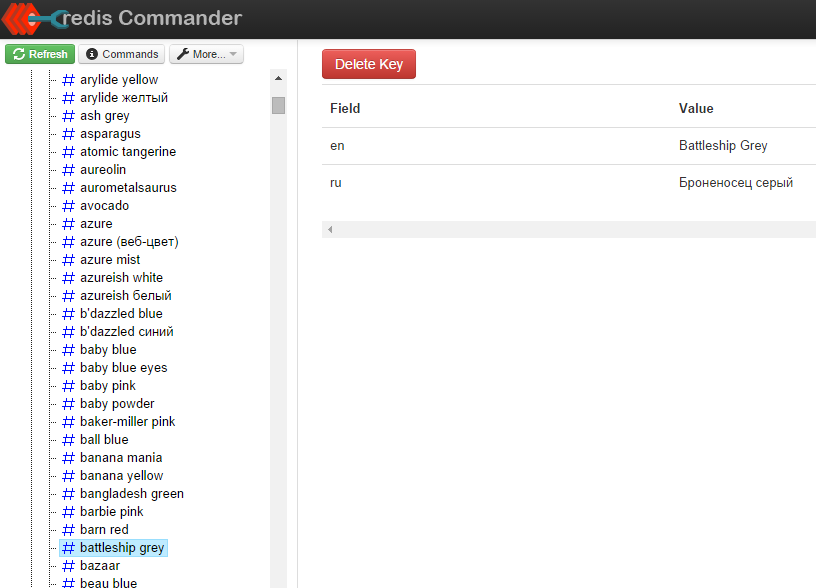 redis Commander
Refresh Commands More...
arylide yellow
arylide желтый
ash grey
asparagus
atomic tangerine
aureolin
aurometalsaurus
avocado
azure
azure (веб-цвет)
azure mist
azureish white
azureish белый
b'dazzled blue
b'dazzled синий
baby blue
baby blue eyes
baby pink
baby powder
baker-miller pink
ball blue
banana mania
banana yellow
bangladesh green
barbie pink
barn red
battleship grey
bazaar
beau blue
Delete Key
Field Value
en Battleship Grey
ru Броненосец серый